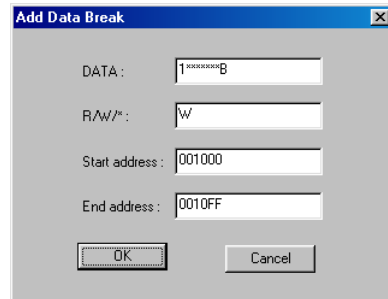 Add Data Break
DATA : 1*******B
R/W/* : W
Start address : 001000
End address : 0010FF
OK Cancel